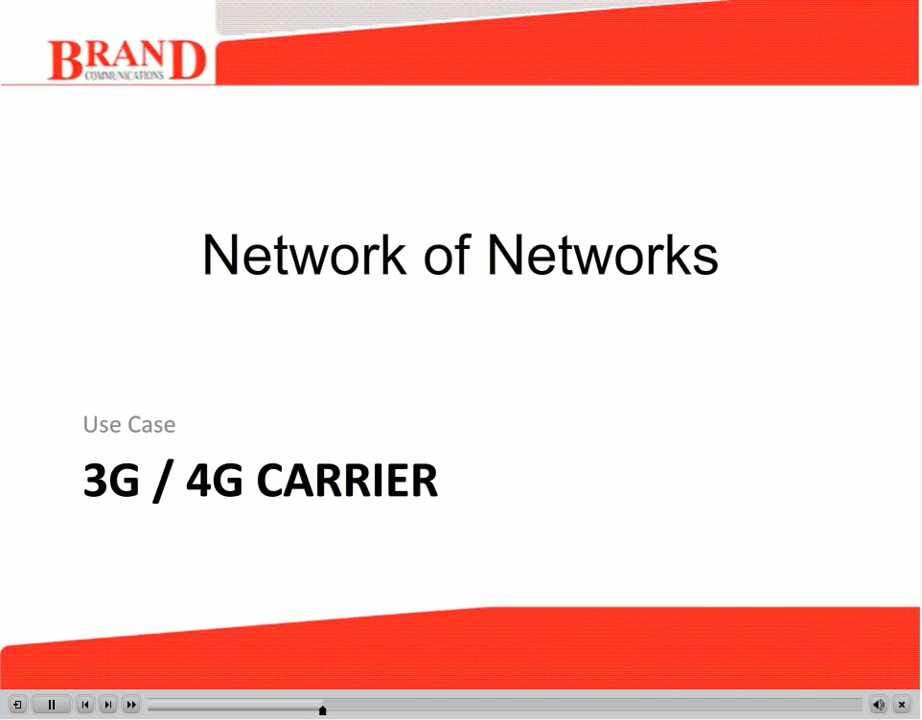 BRAND
COMMUNICATIONS
Network of Networks
Use Case
3G / 4G CARRIER